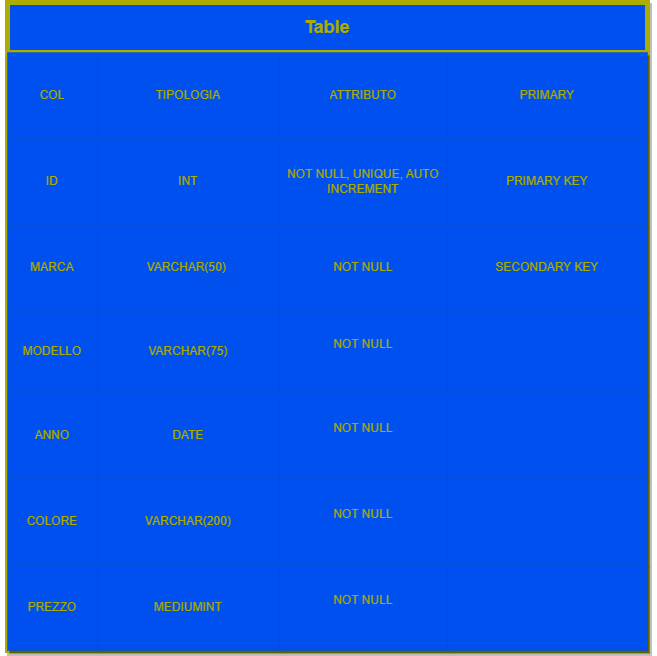 Table
COL TIPOLOGIA ATTRIBUTO PRIMARY
ID INT NOT NULL, UNIQUE, AUTO
INCREMENT PRIMARY KEY
MARCA VARCHAR(50) NOT NULL SECONDARY KEY
MODELLO VARCHAR(75) NOT NULL
ANNO DATE NOT NULL
COLORE VARCHAR(200) NOT NULL
PREZZO MEDIUMINT NOT NULL